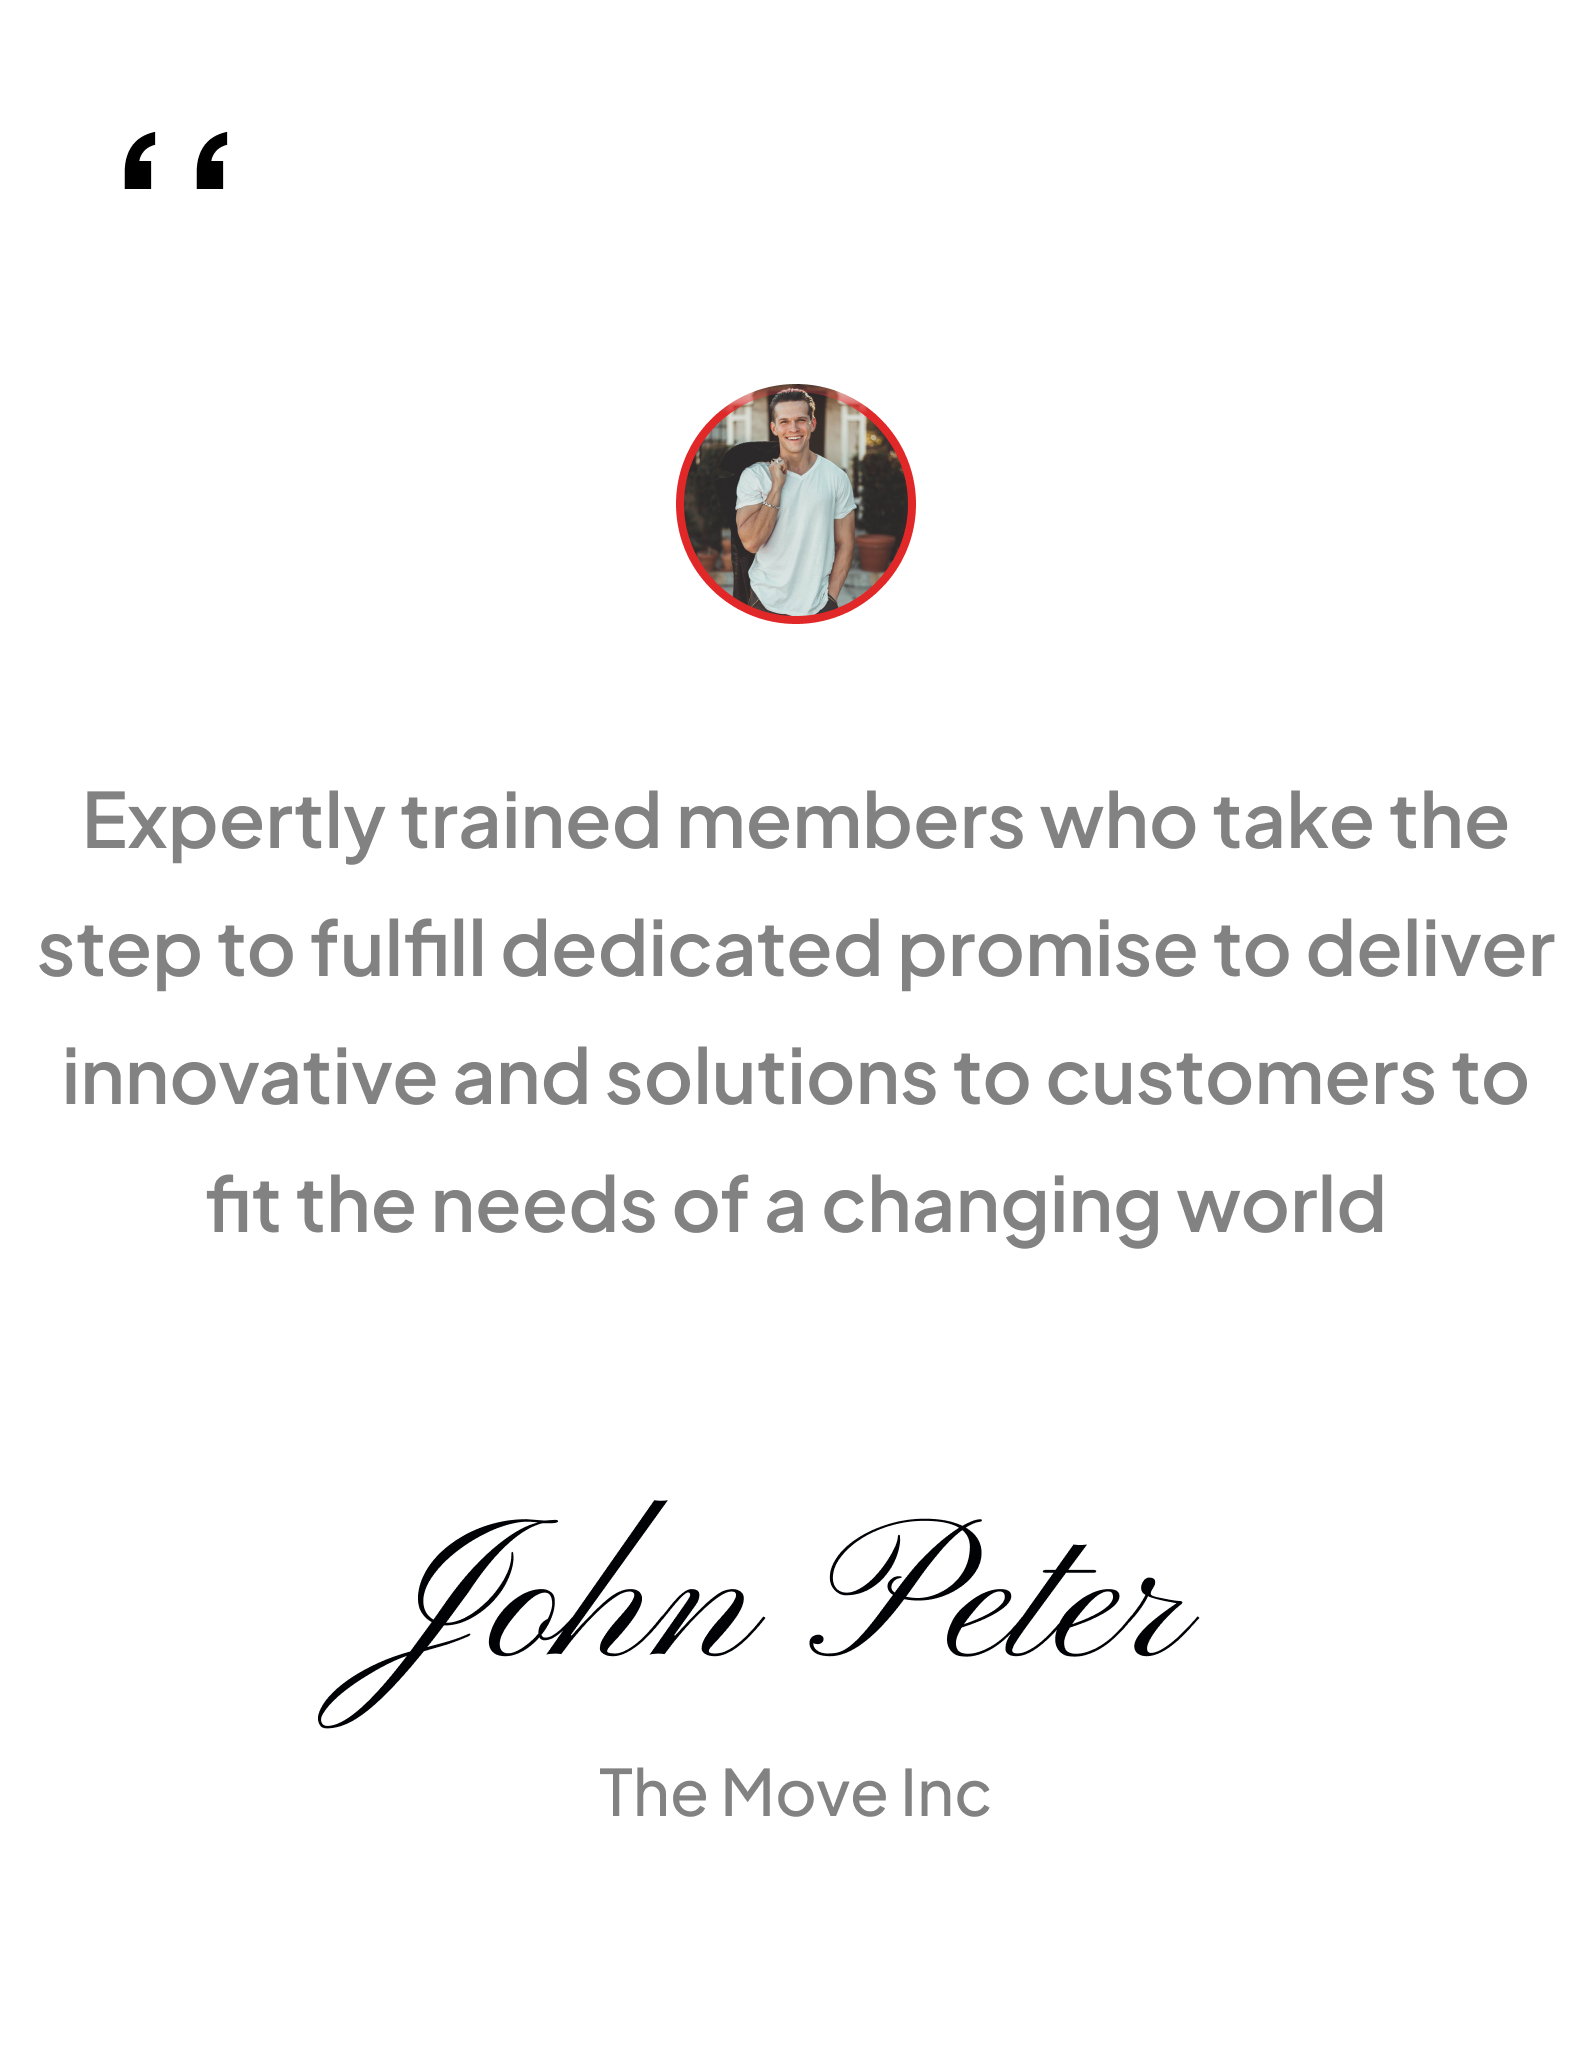 “
Expertly trained members who take the
step to fulfill dedicated promise to deliver
innovative and solutions to customers to
fit the needs of a changing world
John Peter
The Move Inc